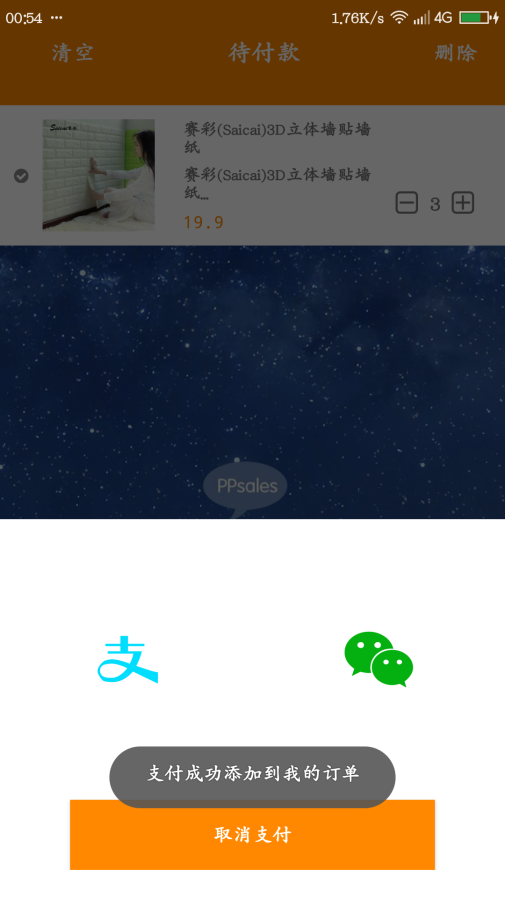 00:54 ··· 1.76K/s 4G
清空 待付款 删除
赛彩(Saicai)3D立体墙贴墙
纸
赛彩(Saicai)3D立体墙贴墙
纸...
19.9
3
PPsales
支
支付成功添加到我的订单
取消支付